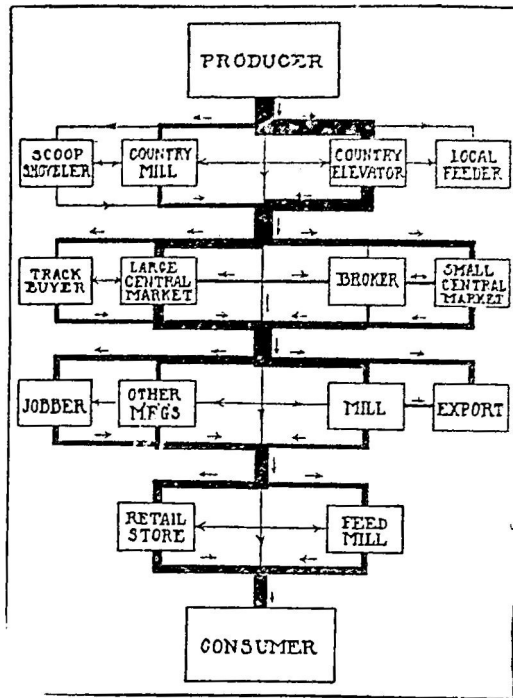 PRODUCER
SCOOP
SHOVELER
COUNTRY
MILL
COUNTRY
ELEVATOR
LOCAL
FEEDER
TRACK
BUYER
LARGE
CENTRAL
MARKET
BROKER
SMALL
CENTRAL
MARKET
JOBBER
OTHER
MFG'S
MILL
EXPORT
RETAIL
STORE
FEED
MILL
CONSUMER